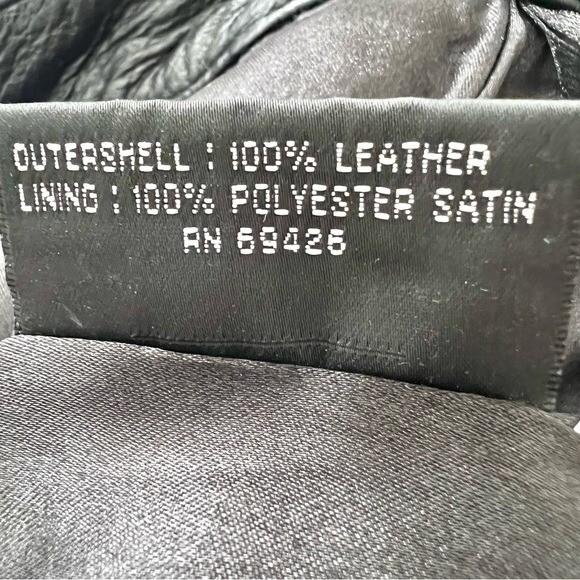 OUTERSHELL : 100% LEATHER
LINING : 100% POLYESTER SATIN
RN 69426